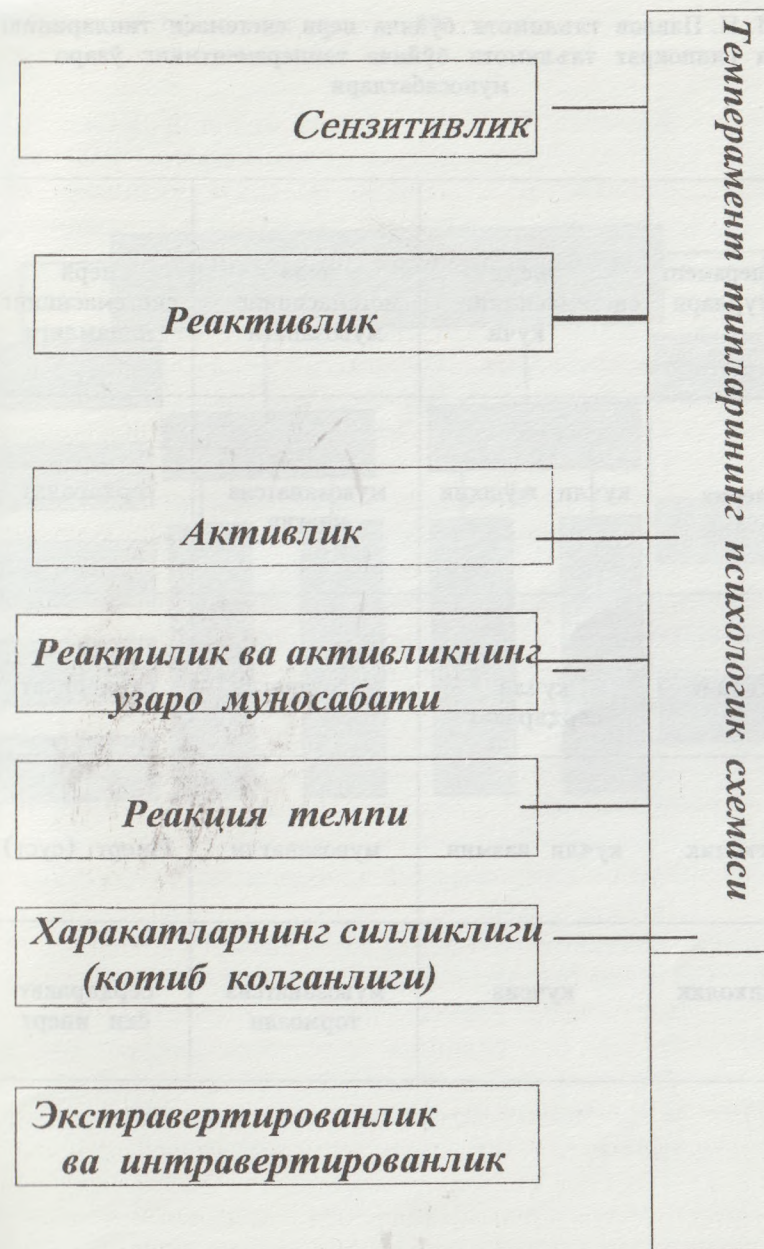 Сензитивлик
Реактивлик
Активлик
Реактилик ва активликнинг
узаро муносабати
Реакция темпи
Харакатларнинг силликлиги
(котиб колганлиги)
Экстравертированлик
ва интравертированлик
Темперамент типларининг психологик схемаси